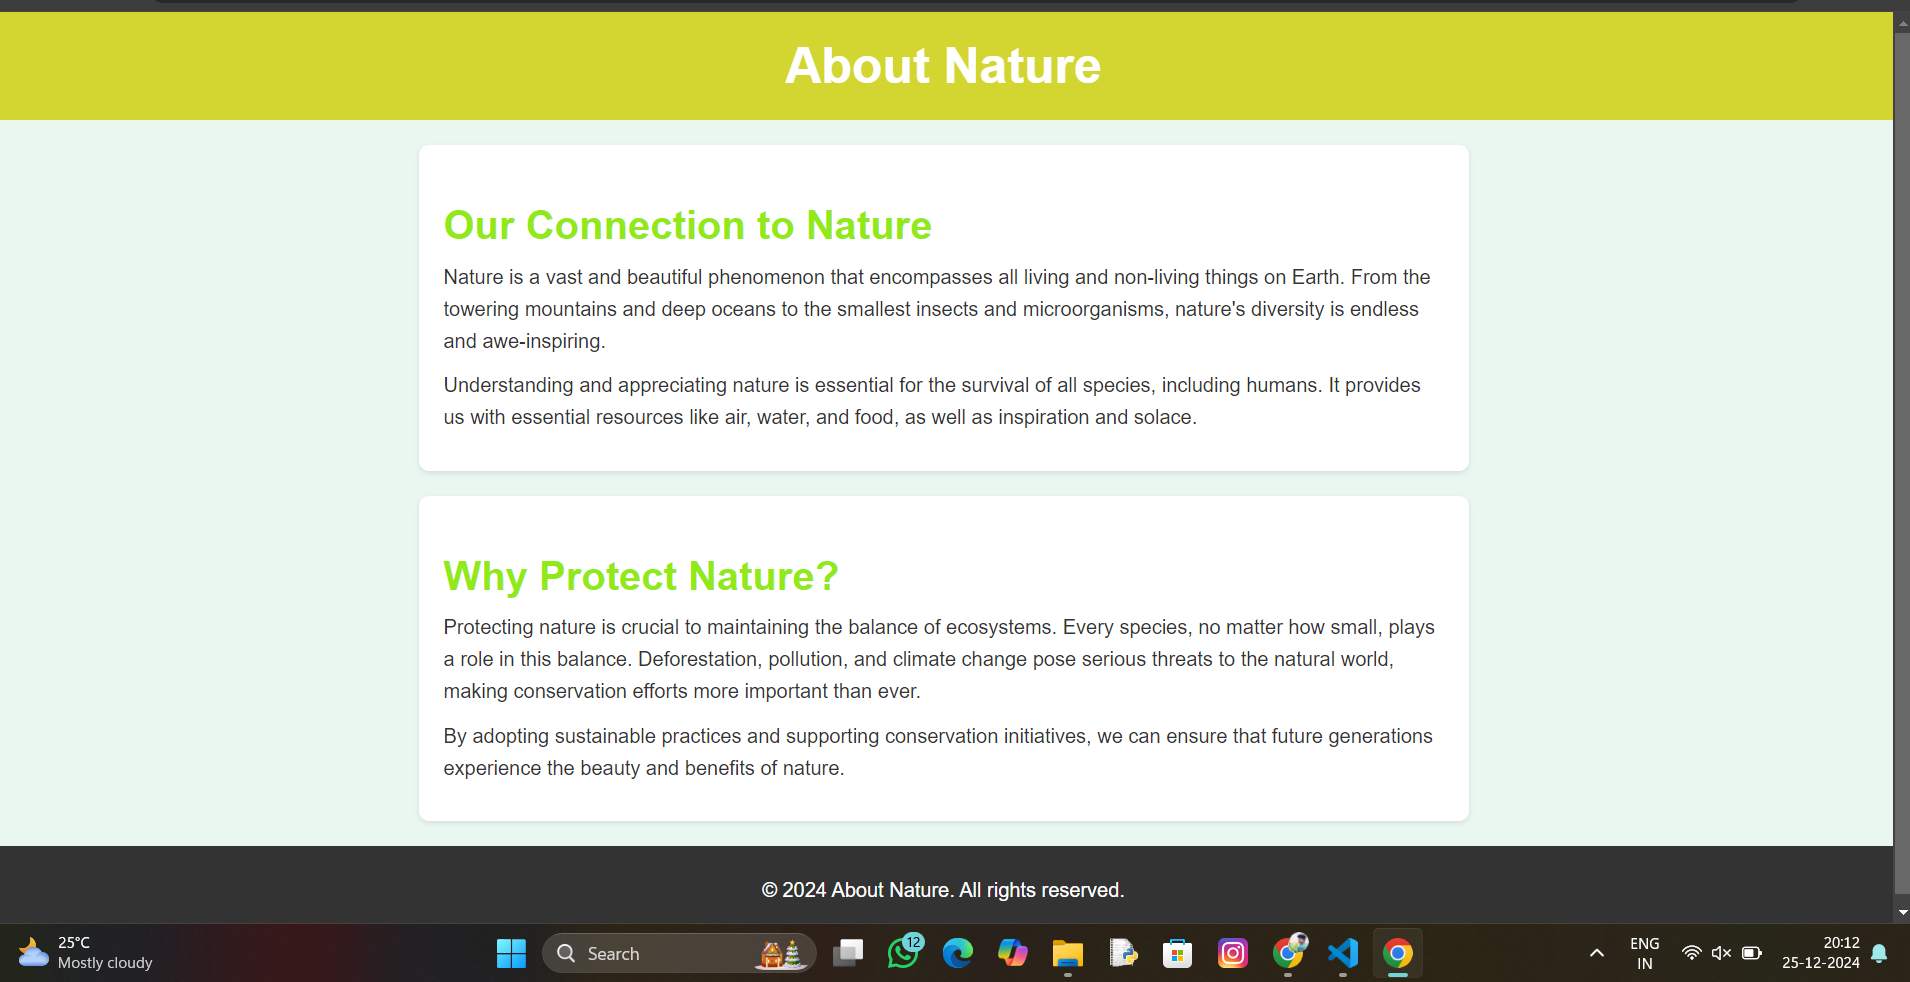 About Nature
Our Connection to Nature
Nature is a vast and beautiful phenomenon that encompasses all living and non-living things on Earth. From the
towering mountains and deep oceans to the smallest insects and microorganisms, nature's diversity is endless
and awe-inspiring.
Understanding and appreciating nature is essential for the survival of all species, including humans. It provides
us with essential resources like air, water, and food, as well as inspiration and solace.
Why Protect Nature?
Protecting nature is crucial to maintaining the balance of ecosystems. Every species, no matter how small, plays
a role in this balance. Deforestation, pollution, and climate change pose serious threats to the natural world,
making conservation efforts more important than ever.
By adopting sustainable practices and supporting conservation initiatives, we can ensure that future generations
experience the beauty and benefits of nature.
© 2024 About Nature. All rights reserved.
25°C
Mostly cloudy
Search
12
ENG
IN
20:12
25-12-2024